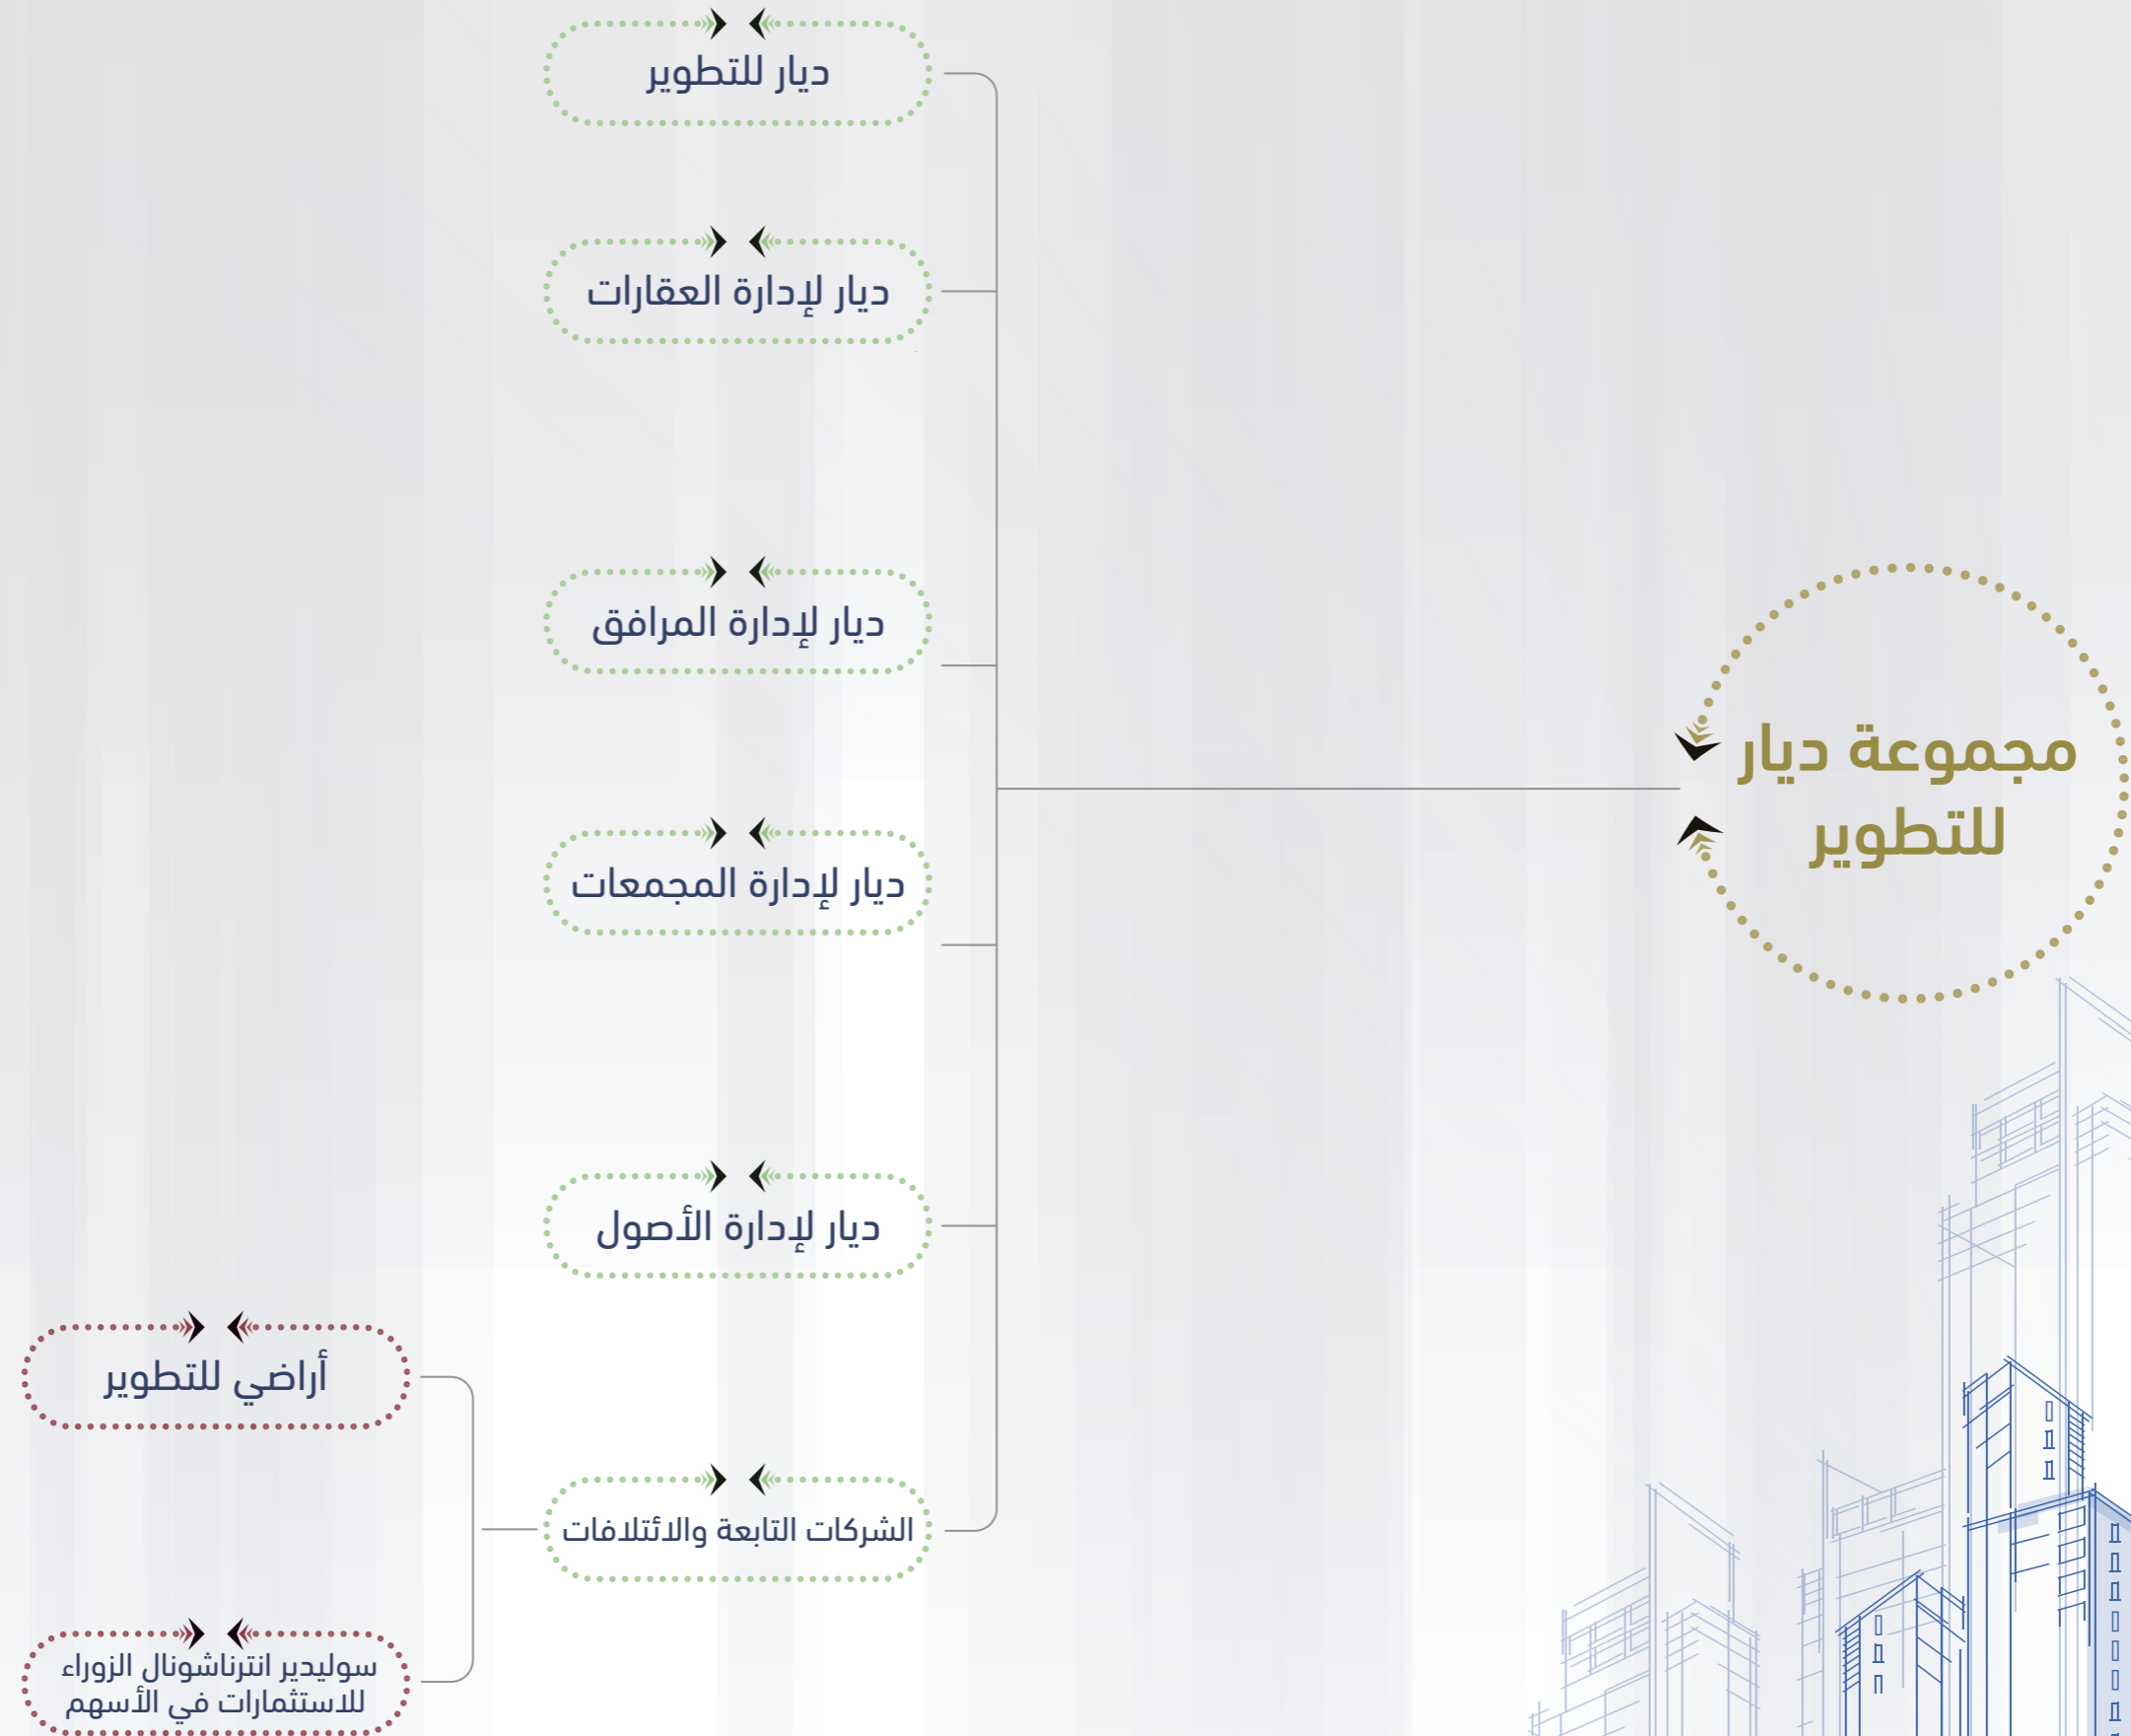 مجموعة ديار
للتطوير
ديار للتطوير
ديار لإدارة العقارات
ديار لإدارة المرافق
ديار لإدارة المجمعات
ديار لإدارة الأصول
الشركات التابعة والائتلافات
أراضي للتطوير
سوليدير انترناشونال الزوراء
للاستثمارات في الأسهم